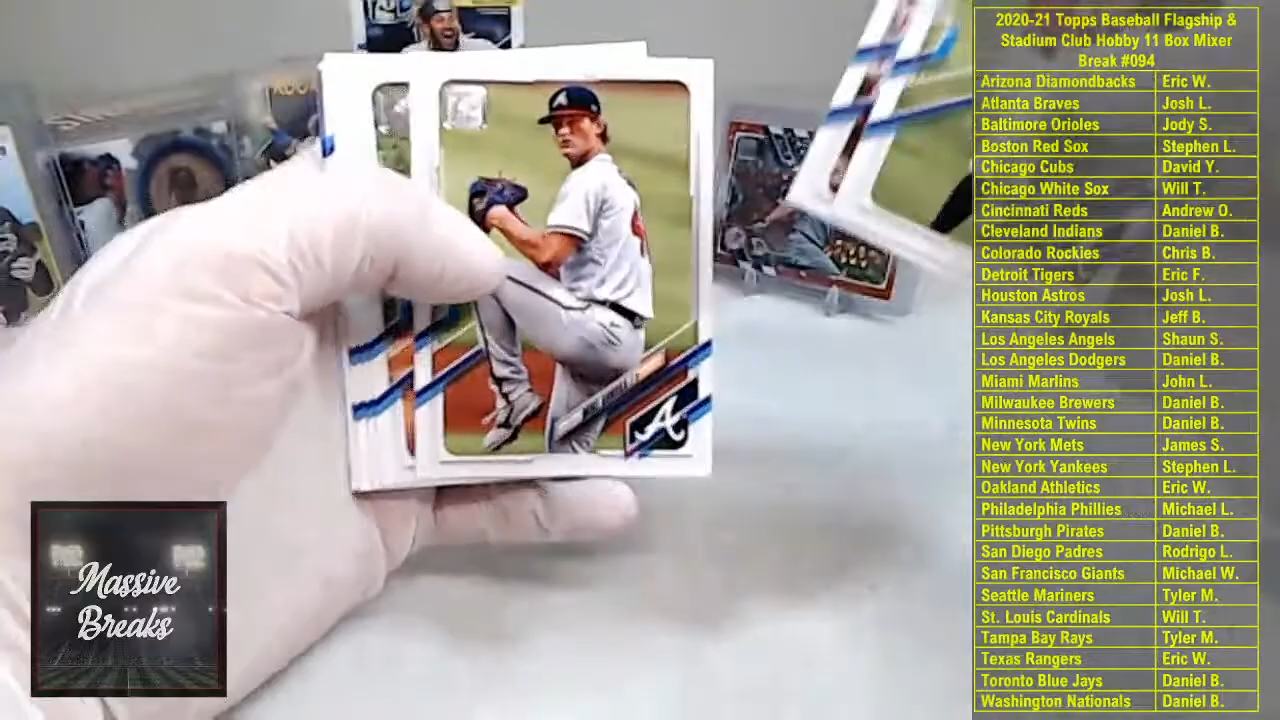 2020-21 Topps Baseball Flagship &
Stadium Club Hobby 11 Box Mixer
Break #094
Arizona Diamondbacks Eric W.
Atlanta Braves Josh L.
Baltimore Orioles Jody S.
Boston Red Sox Stephen L.
Chicago Cubs David Y.
Chicago White Sox Will T.
Cincinnati Reds Andrew O.
Cleveland Indians Daniel B.
Colorado Rockies Chris B.
Detroit Tigers Eric F.
Houston Astros Josh L.
Kansas City Royals Jeff B.
Los Angeles Angels Shaun S.
Los Angeles Dodgers Daniel B.
Miami Marlins John L.
Milwaukee Brewers Daniel B.
Minnesota Twins Daniel B.
New York Mets James S.
New York Yankees Stephen L.
Oakland Athletics Eric W.
Philadelphia Phillies Michael L.
Pittsburgh Pirates Daniel B.
San Diego Padres Rodrigo L.
San Francisco Giants Michael W.
Seattle Mariners Tyler M.
St. Louis Cardinals Will T.
Tampa Bay Rays Tyler M.
Texas Rangers Eric W.
Toronto Blue Jays Daniel B.
Washington Nationals Daniel B.
A
A
Massive
Breaks